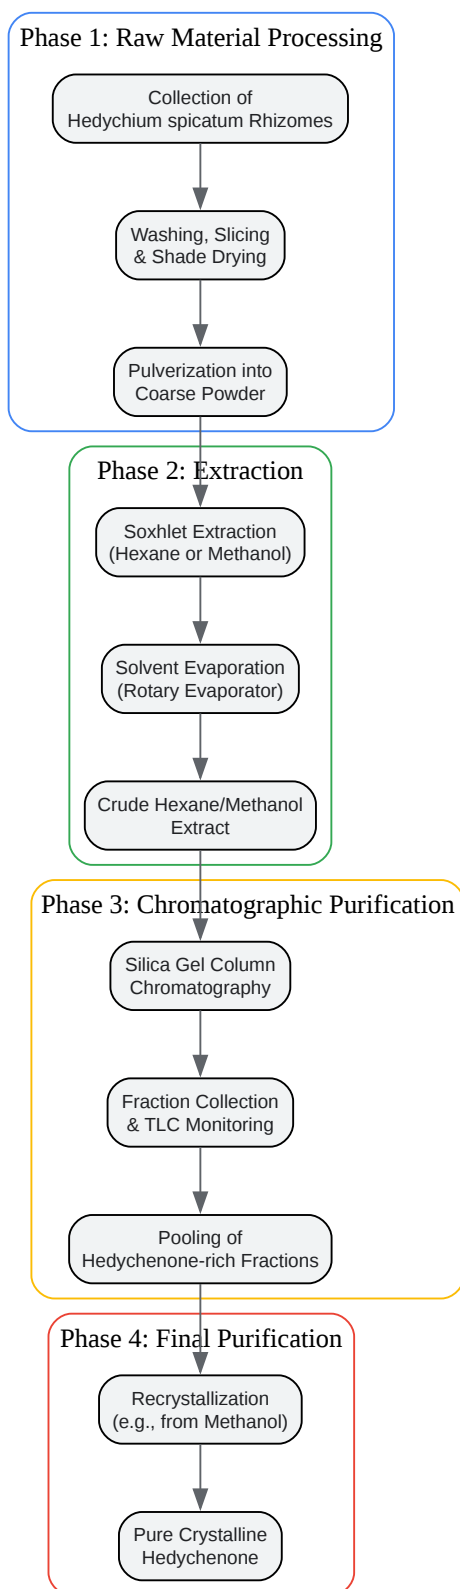 Phase 1: Raw Material Processing
Collection of
Hedychium spicatum Rhizomes
Washing, Slicing
& Shade Drying
Pulverization into
Coarse Powder
Phase 2: Extraction
Soxhlet Extraction
(Hexane or Methanol)
Solvent Evaporation
(Rotary Evaporator)
Crude Hexane/Methanol
Extract
Phase 3: Chromatographic Purification
Silica Gel Column
Chromatography
Fraction Collection
& TLC Monitoring
Pooling of
Hedychenone-rich Fractions
Phase 4: Final Purification
Recrystallization
(e.g., from Methanol)
Pure Crystalline
Hedychenone